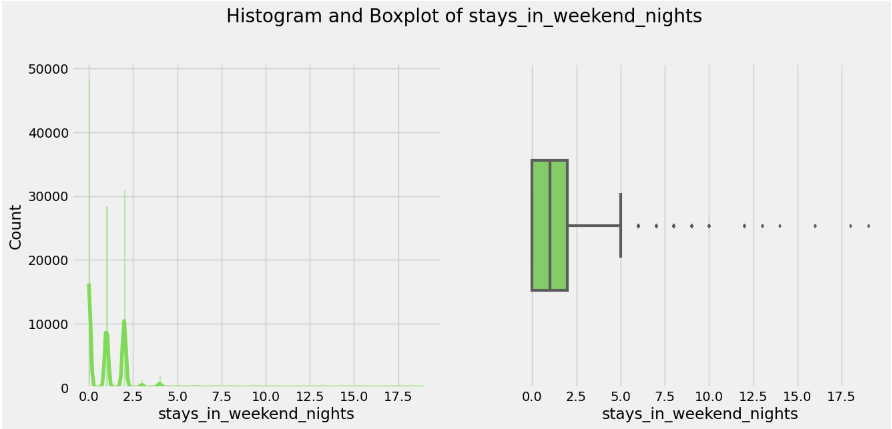 Histogram and Boxplot of stays_in_weekend_nights
50000
40000
30000
20000
10000
0
Count
0.0 2.5 5.0 7.5 10.0 12.5 15.0 17.5
stays_in_weekend_nights
0.0 2.5 5.0 7.5 10.0 12.5 15.0 17.5
stays_in_weekend_nights